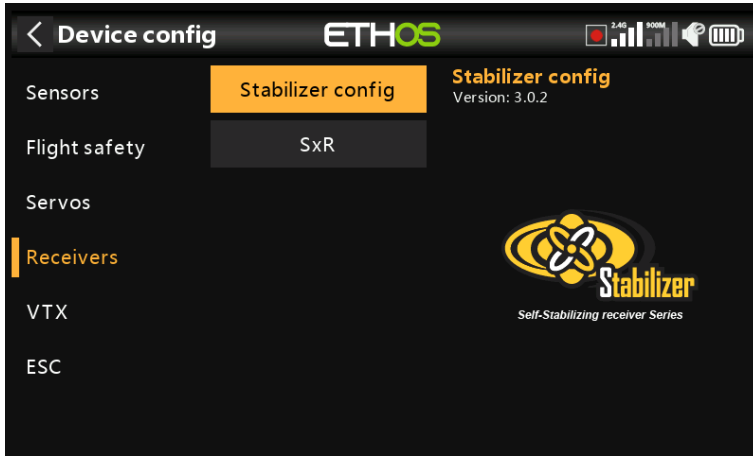 Device config
ETHOS
2.4G
900M
Sensors
Flight safety
Servos
Receivers
VTX
ESC
Stabilizer config
SxR
Stabilizer config
Version: 3.0.2
Stabilizer
Self-Stabilizing receiver Series